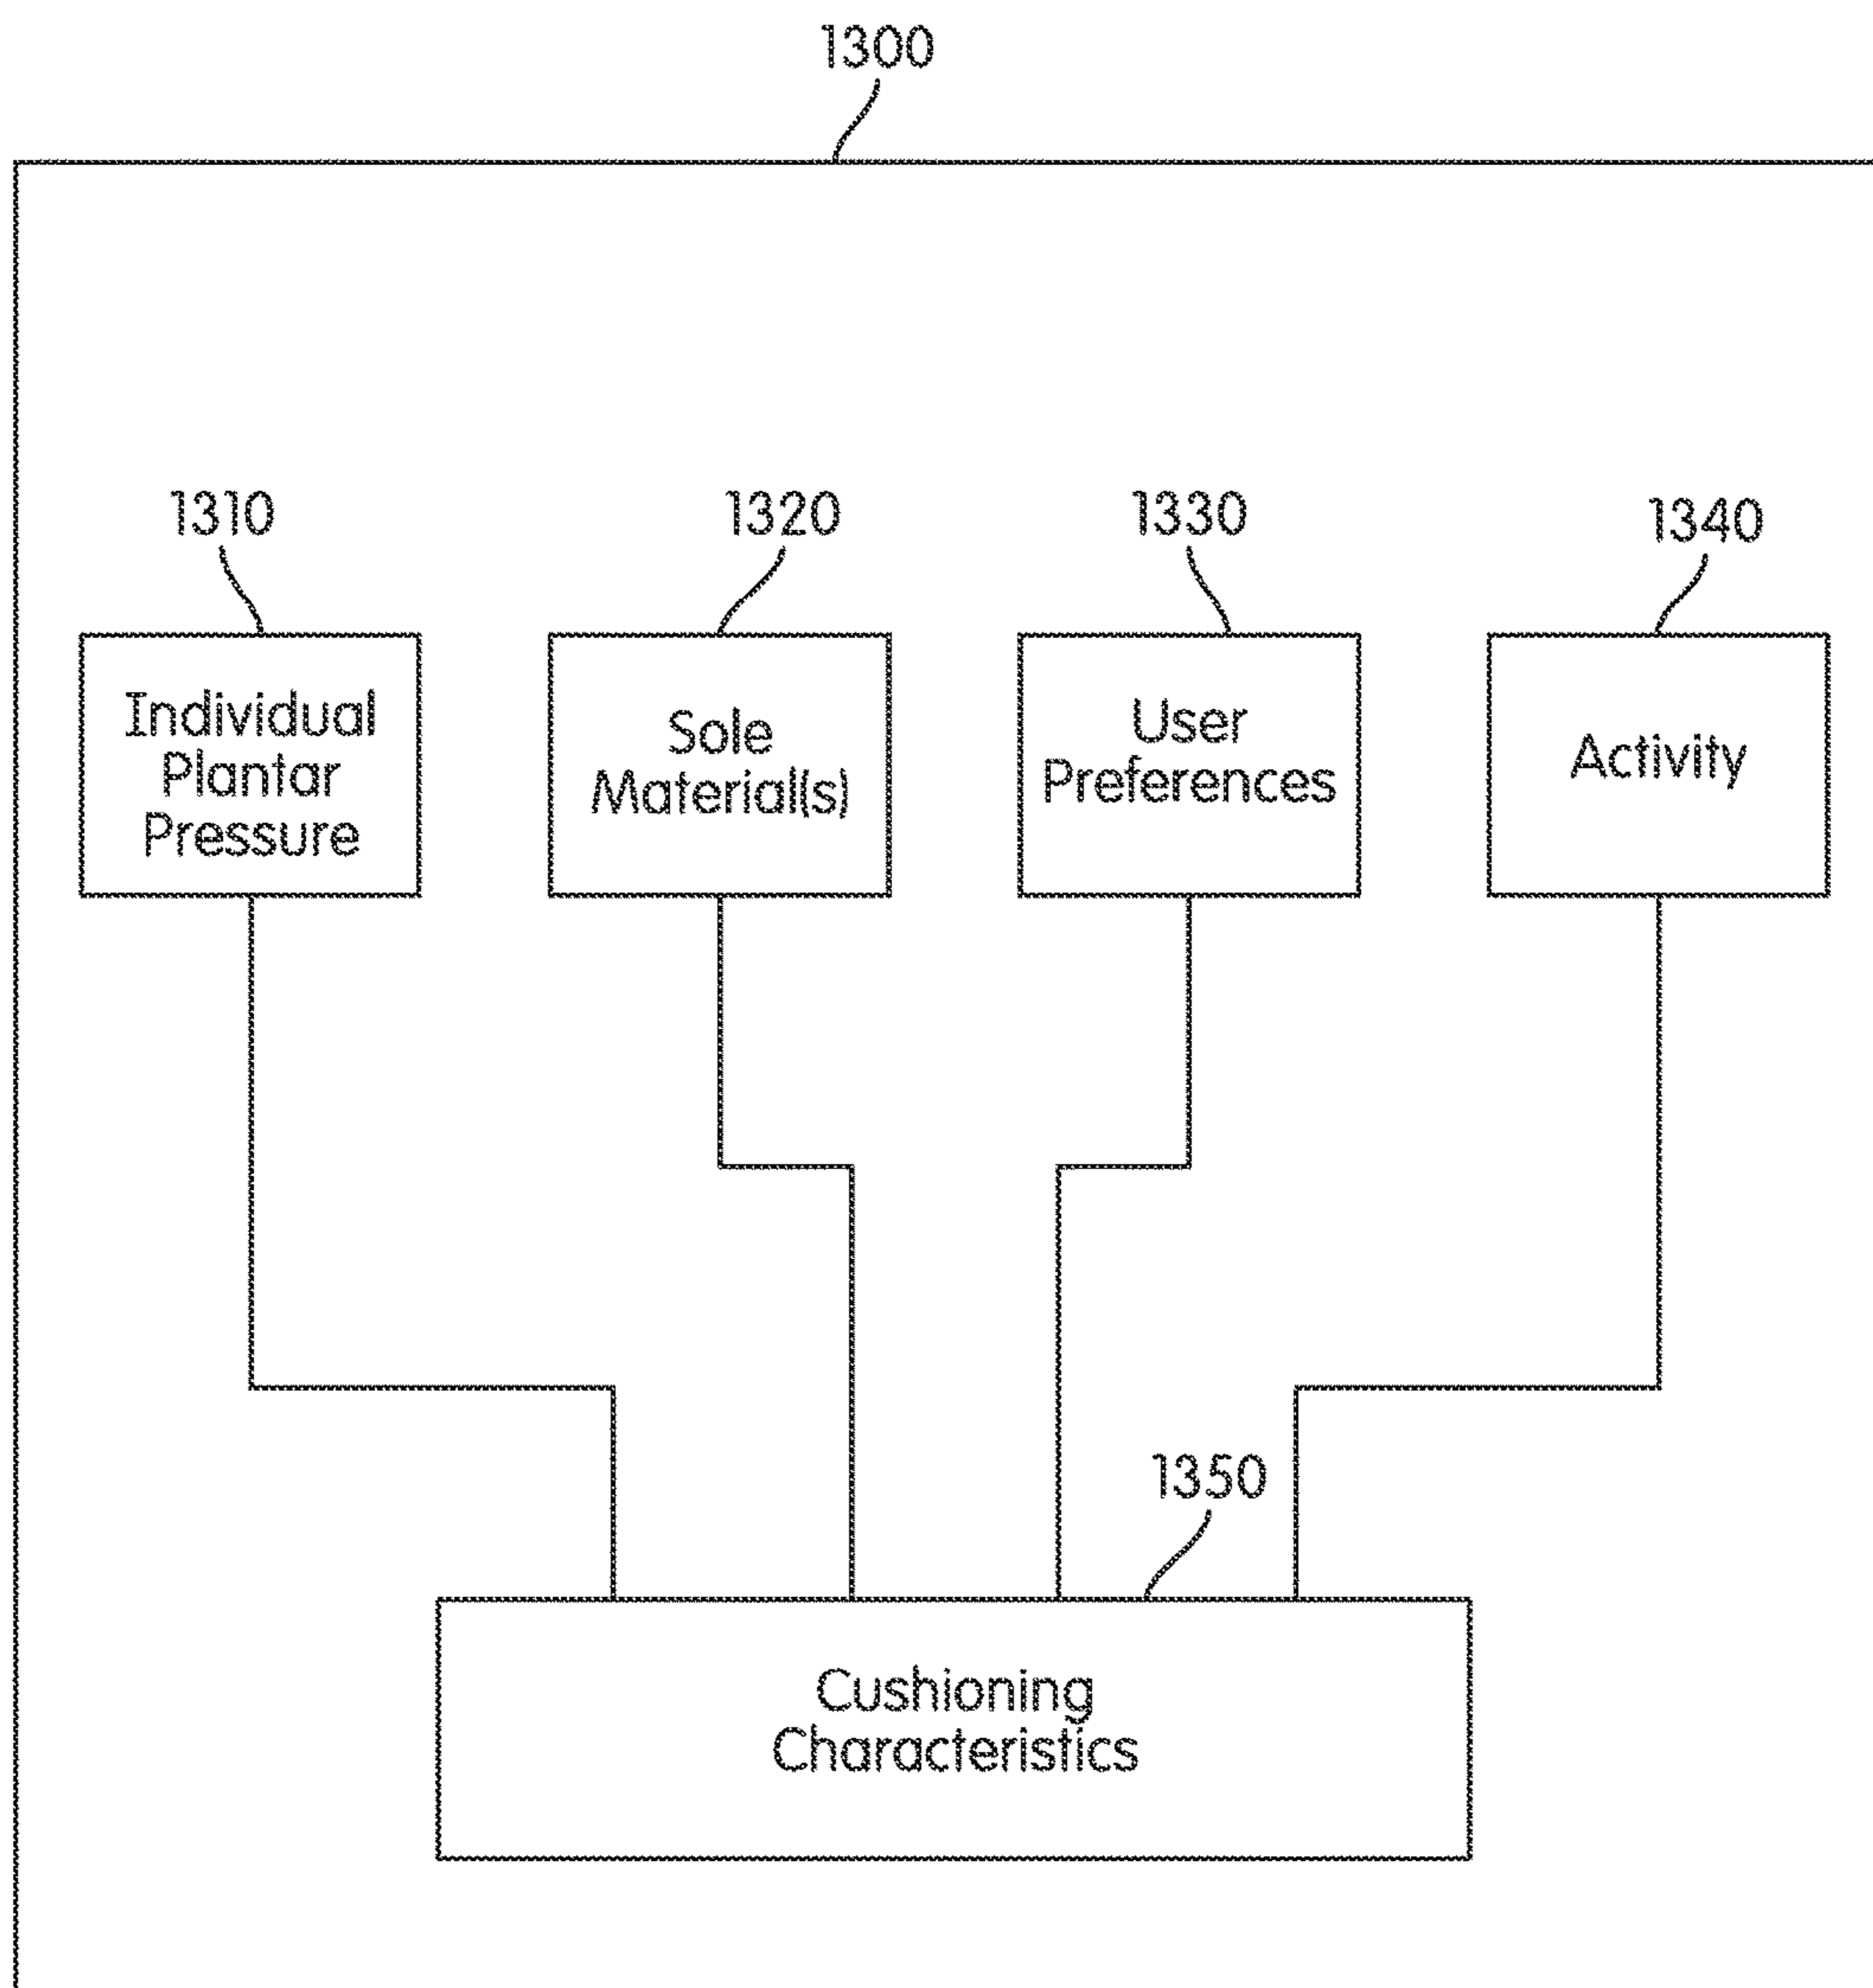 1300
1310
1320
1330
1340
Individual
Plantar
Pressure
Sole
Material(s)
User
Preferences
Activity
1350
Cushioning
Characteristics